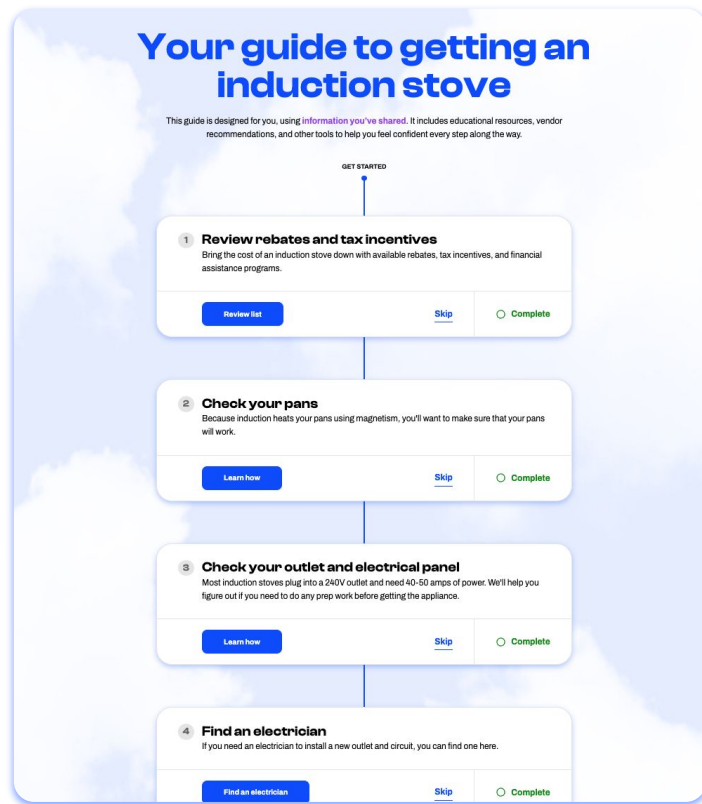 Your guide to getting an
induction stove
This guide is designed for you, using information you've shared. It includes educational resources, vendor
recommendations, and other tools to help you feel confident every step along the way.
GET STARTED
1 Review rebates and tax incentives
Bring the cost of an induction stove down with available rebates, tax incentives, and financial
assistance programs.
Review list Skip Complete
2 Check your pans
Because induction heats your pans using magnetism, you'll want to make sure that your pans
will work.
Learn how Skip Complete
3 Check your outlet and electrical panel
Most induction stoves plug into a 240V outlet and need 40-50 amps of power. We'll help you
figure out if you need to do any prep work before getting the appliance.
Learn how Skip Complete
4 Find an electrician
If you need an electrician to install a new outlet and circuit, you can find one here.
Find an electrician Skip Complete